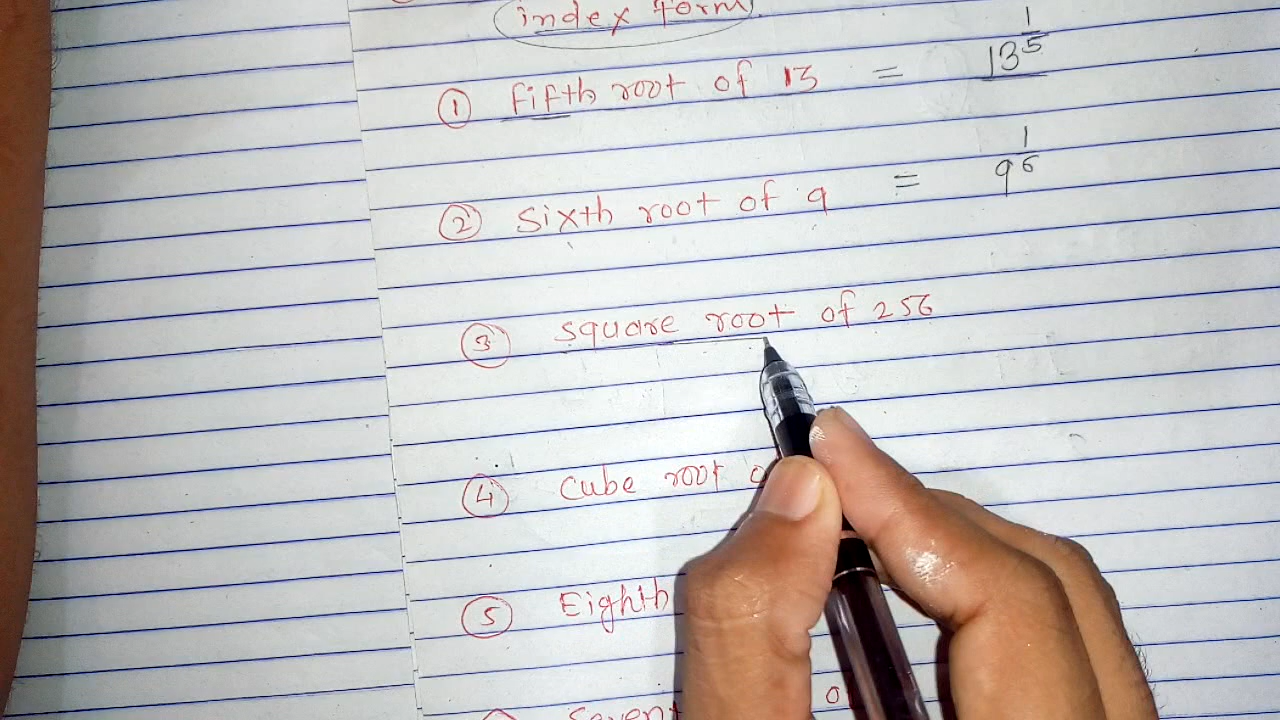 index form
① fifth root of 13 = 13^(1/5)
② Sixth root of 9 = 9^(1/6)
③ Square root of 256
④ Cube root
⑤ Eighth